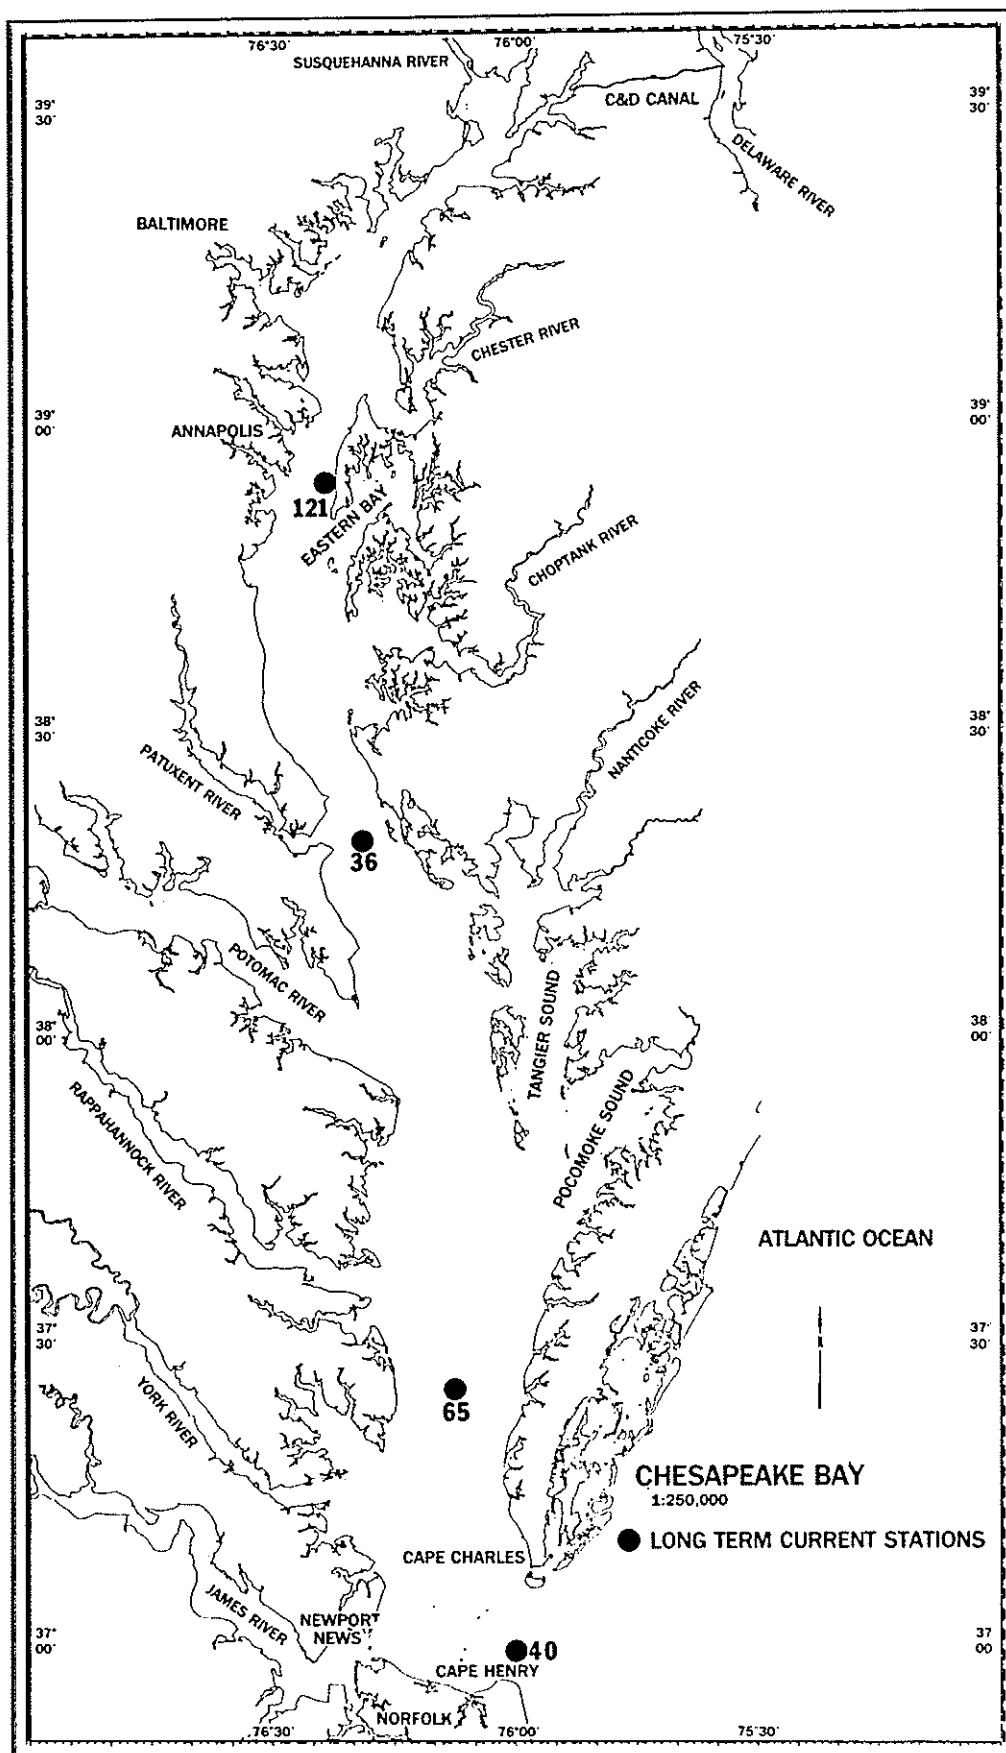 76°30'
76°00'
75°30'
SUSQUEHANNA RIVER
C&D CANAL
39°
30'
39°
30'
DELAWARE RIVER
BALTIMORE
CHESTER RIVER
39°
00'
39°
00'
ANNAPOLIS
121
EASTERN BAY
CHOPTANK RIVER
38°
30'
38°
30'
NANTICOKE RIVER
PATUXENT RIVER
36
POTOMAC RIVER
TANGIER SOUND
38°
00'
38°
00'
RAPPAHANNOCK RIVER
POCOMOKE SOUND
ATLANTIC OCEAN
37°
30'
37°
30'
YORK RIVER
65
CHESAPEAKE BAY
1:250,000
LONG TERM CURRENT STATIONS
CAPE CHARLES
JAMES RIVER
NEWPORT
NEWS
37°
00'
37
00
40
CAPE HENRY
NORFOLK
76°30'
76°00'
75°30'